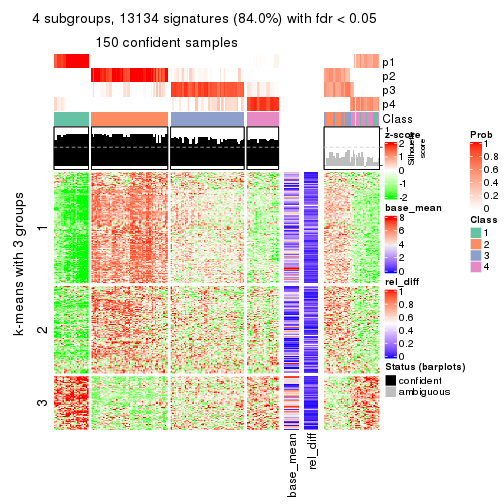 4 subgroups, 13134 signatures (84.0%) with fdr < 0.05
150 confident samples
p1
p2
p3
p4
Class
1
Silhouette
score
k-means with 3 groups
1
2
3
base_mean
rel_diff
z-score
2
1
0
-1
-2
base_mean
8
6
4
2
0
rel_diff
1
0.8
0.6
0.4
0.2
0
Status (barplots)
confident
ambiguous
Prob
1
0.8
0.6
0.4
0.2
0
Class
1
2
3
4